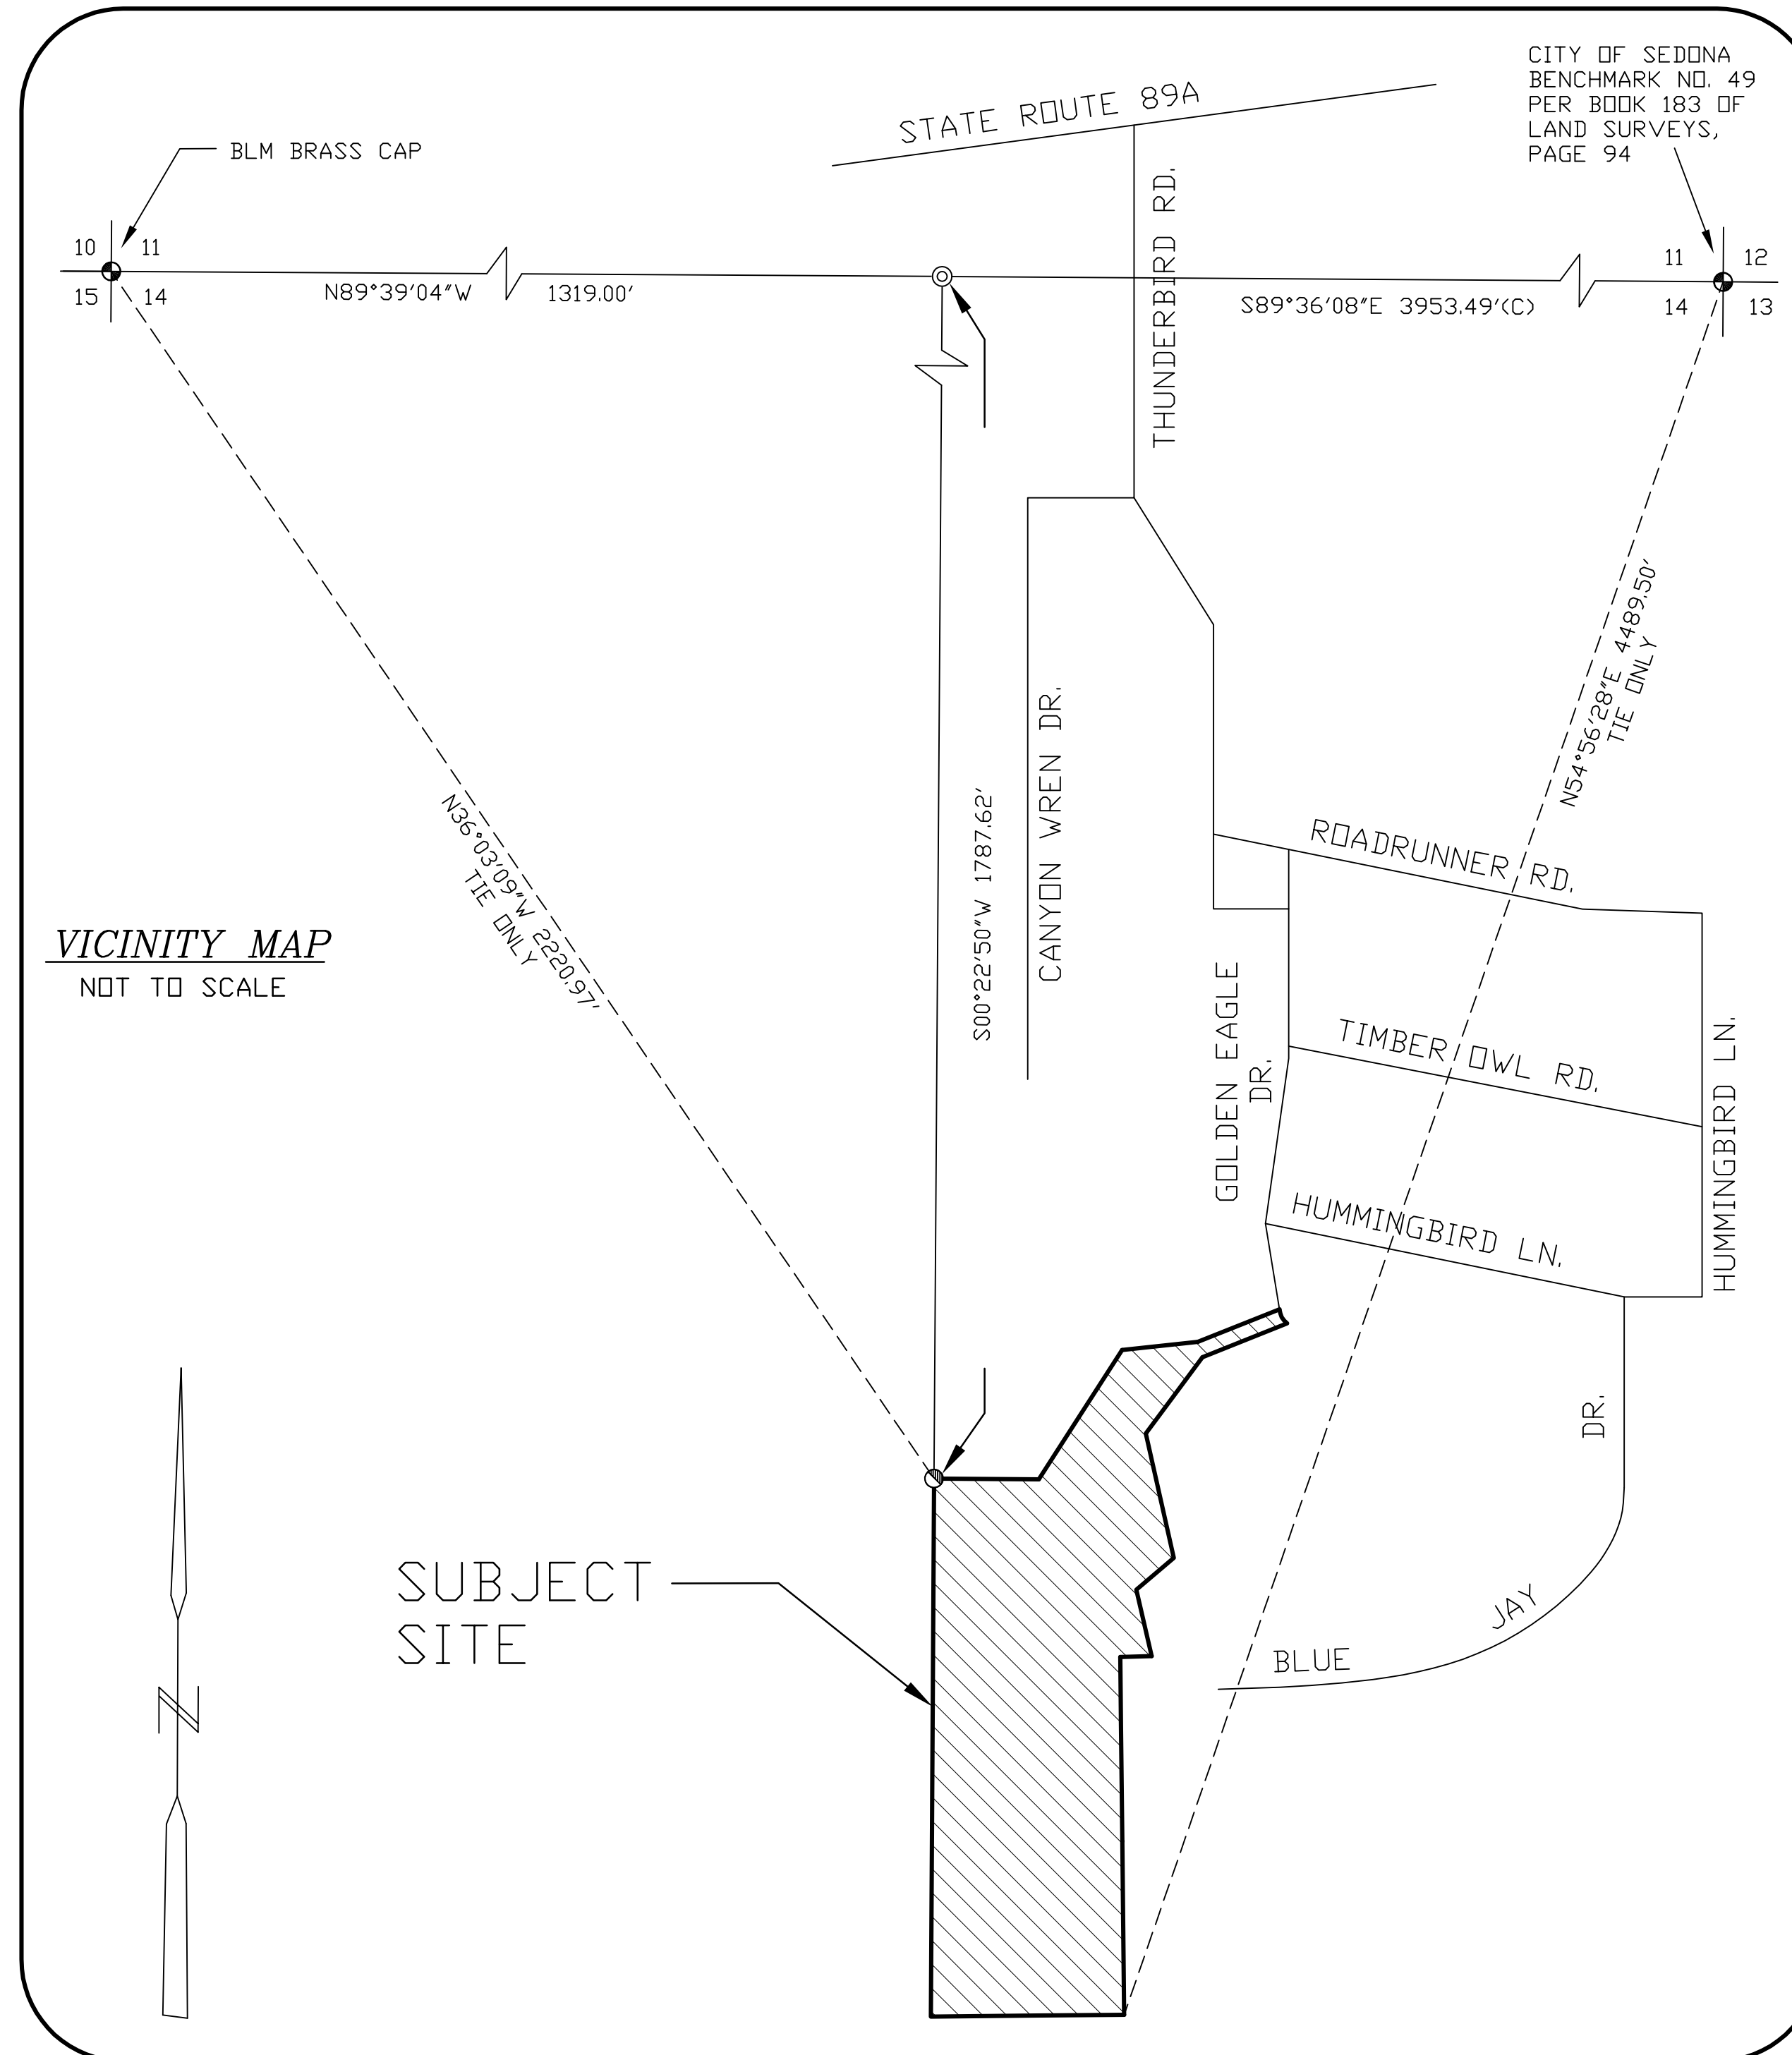 CITY OF SEDONA
BENCHMARK NO. 49
PER BOOK 183 OF
LAND SURVEYS,
PAGE 94
STATE ROUTE 89A
BLM BRASS CAP
THUNDERBIRD RD.
10 11
15 14
11 12
14 13
N89°39'04"W 1319.00'
S89°36'08"E 3953.49'(C)
N54°56'28"E 4489.50'
TIE ONLY
CANYON WREN DR.
S00°22'50"W 1787.62'
N36°03'09"W 2220.97'
TIE ONLY
ROADRUNNER RD.
VICINITY MAP
NOT TO SCALE
GOLDEN EAGLE
DR.
TIMBER OWL RD.
HUMMINGBIRD LN.
HUMMINGBIRD LN.
DR.
SUBJECT
SITE
JAY
BLUE
N